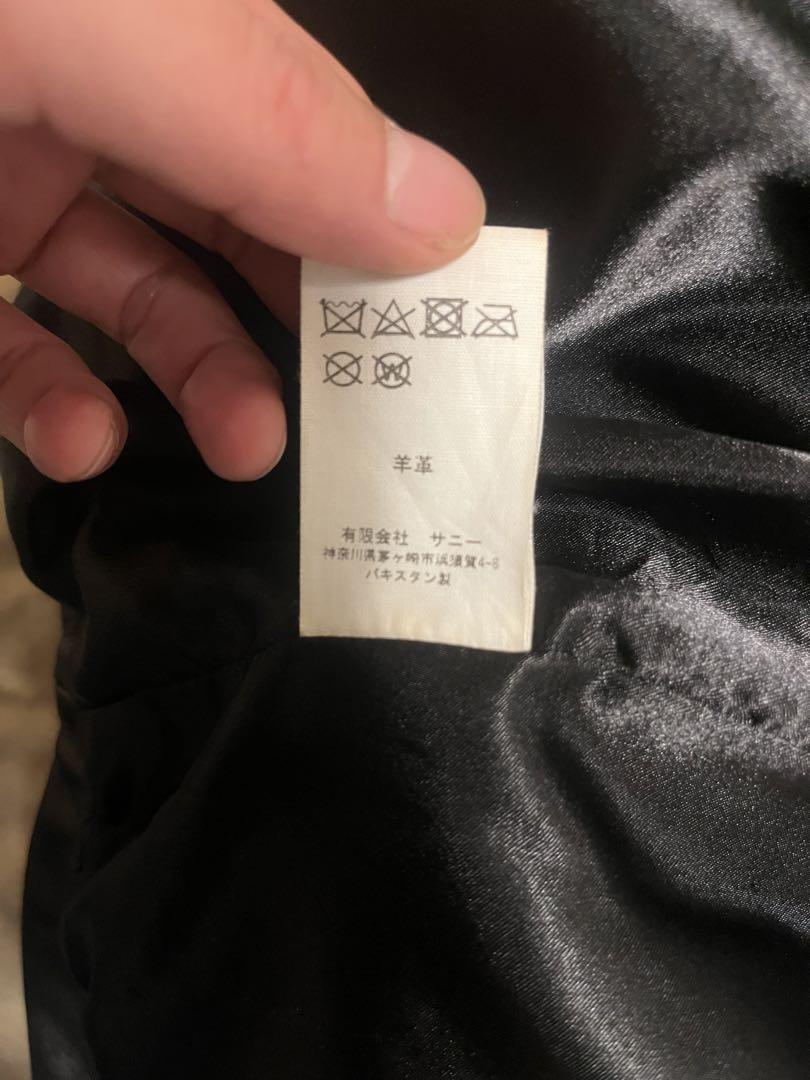 W
羊革
有限会社 サニー
神奈川県茅ヶ崎市浜須賀4-8
パキスタン製